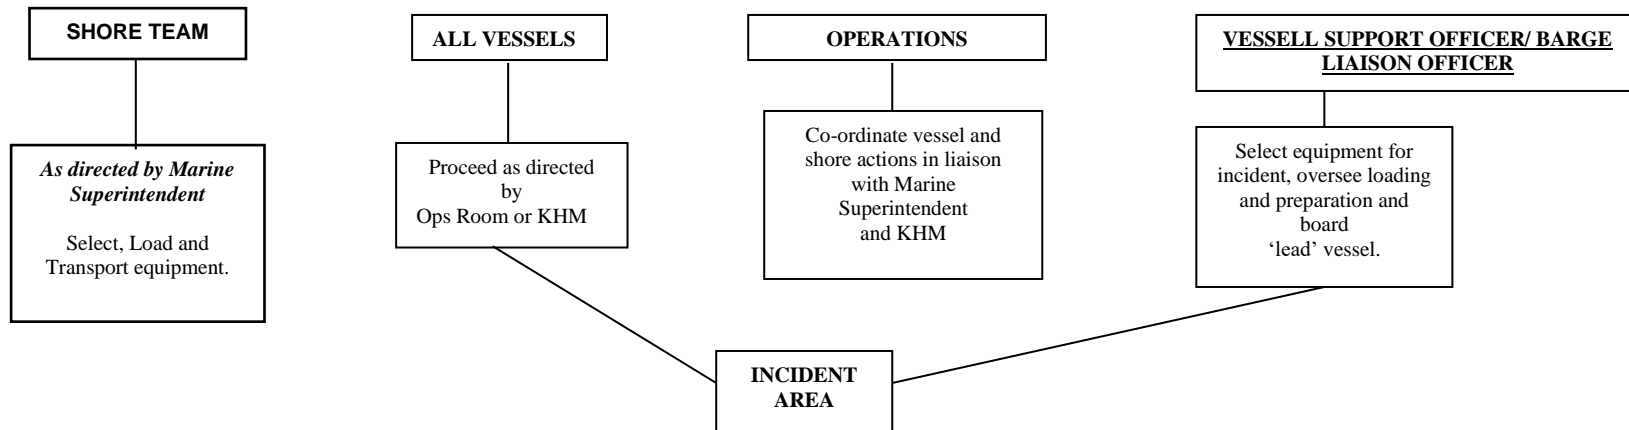 SHORE TEAM
As directed by Marine
Superintendent
Select, Load and
Transport equipment.
ALL VESSELS
Proceed as directed
by
Ops Room or KHM
OPERATIONS
Co-ordinate vessel and
shore actions in liaison
with Marine
Superintendent
and KHM
VESSELL SUPPORT OFFICER/ BARGE
LIAISON OFFICER
Select equipment for
incident, oversee loading
and preparation and
board
‘lead’ vessel.
INCIDENT
AREA